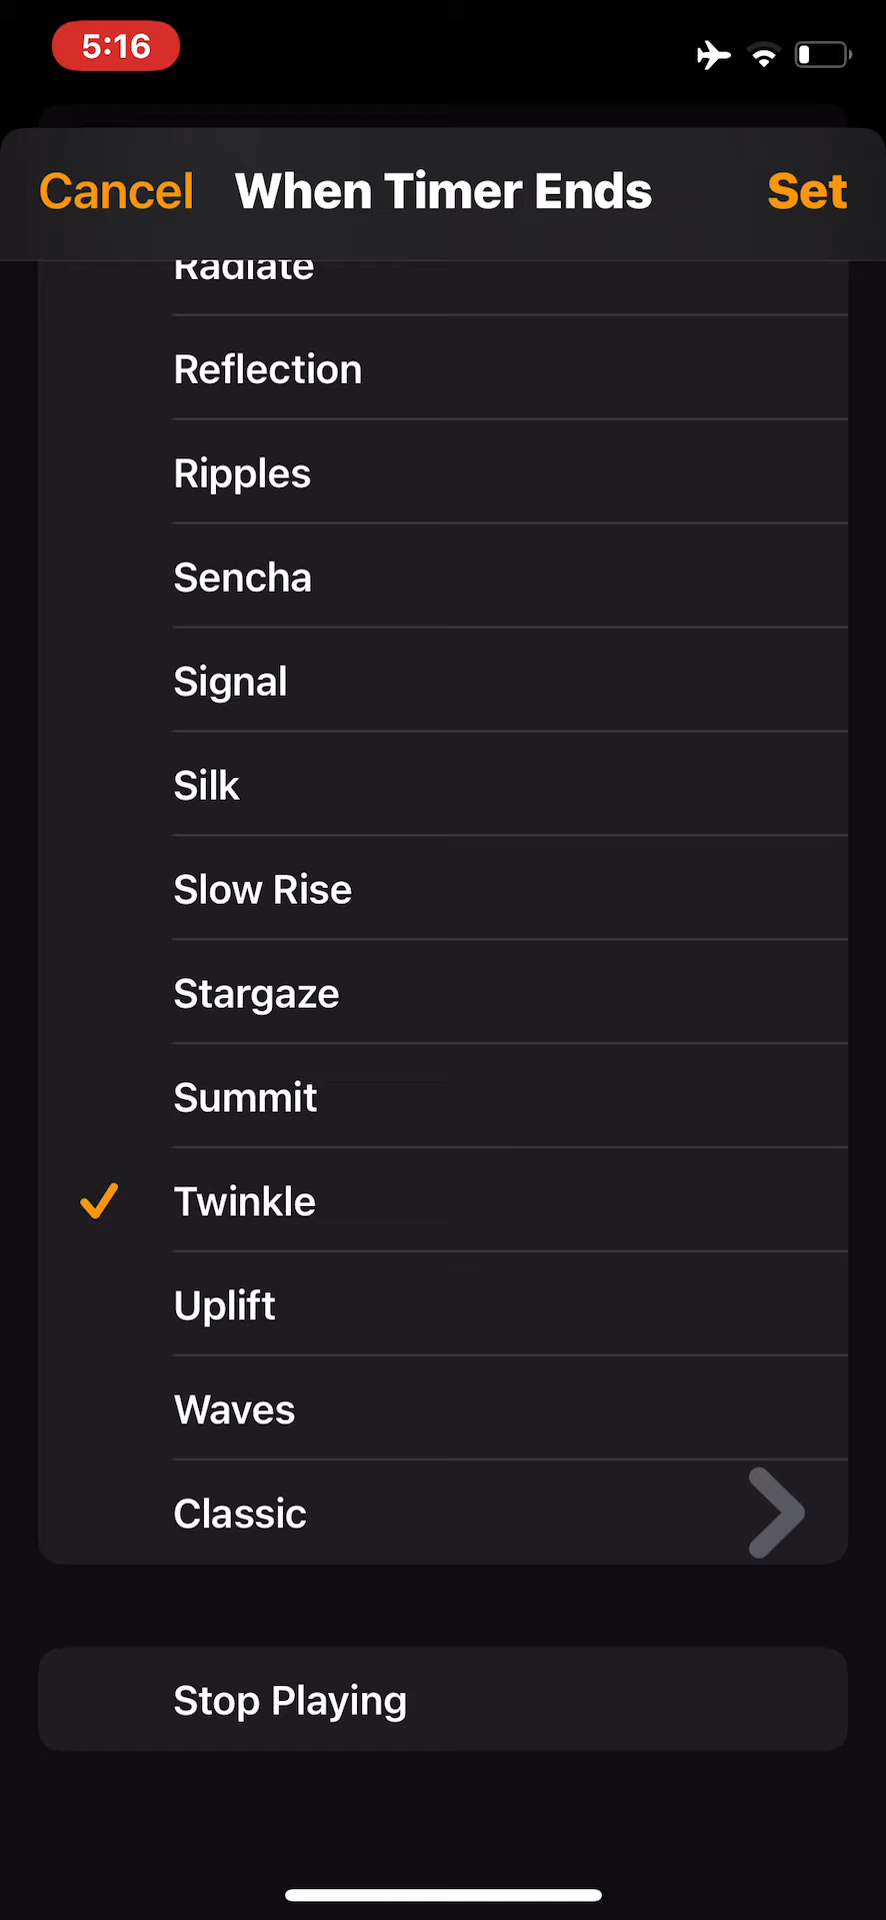 5:16
Cancel When Timer Ends Set
Radiate
Reflection
Ripples
Sencha
Signal
Silk
Slow Rise
Stargaze
Summit
Twinkle
Uplift
Waves
Classic
Stop Playing